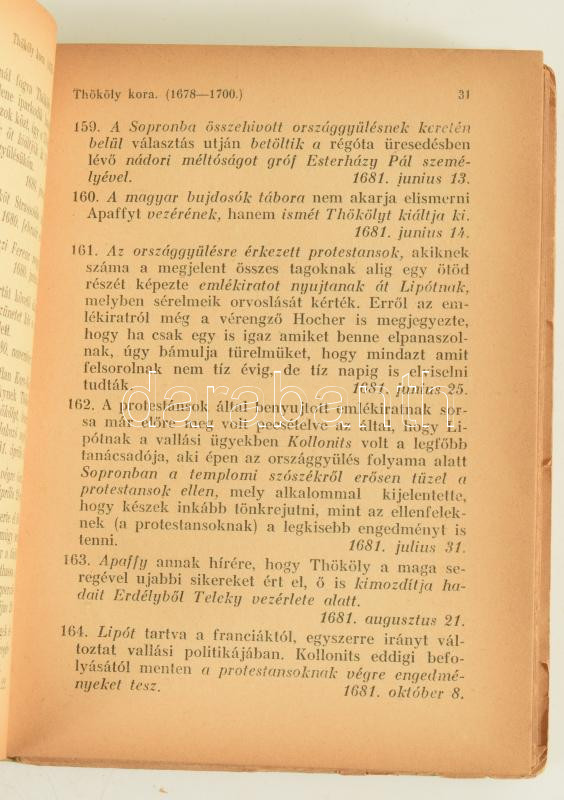 Thököly kora. (1678—1700.) 31
159. A Sopronba összehivott országgyülésnek keretén
belül választás utján betöltik a régóta üresedésben
lévő nádori méltóságot gróf Esterházy Pál szemé-
lyével. 1681. junius 13.
160. A magyar bujdosók tábora nem akarja elismerni
Apaffyt vezérének, hanem ismét Thökölyt kiáltja ki.
1681. junius 14.
161. Az országgyülésre érkezett protestansok, akiknek
száma a megjelent összes tagoknak alig egy ötöd
részét képezte emlékiratot nyujtanak át Lipótnak,
melyben sérelmeik orvoslását kérték. Erről az em-
lékiratról még a vérengző Hocher is megjegyezte,
hogy ha csak egy is igaz amiket benne elpanaszol-
nak, úgy bámulja türelmüket, hogy mindazt amit
felsorolnak nem tíz évig, de tíz napig is elviselni
tudták. 1681. junius 25.
darabanth
162. A protestánsok által benyujtott emlékiratnak sor-
sa már előre meg volt pecsételve az által, hogy Li-
pótnak a vallási ügyekben Kollonits volt a legfőbb
tanácsadója, aki épen az országgyülés folyama alatt
Sopronban a templomi szószékről erősen tüzel a
protestansok ellen, mely alkalommal kijelentette,
hogy készek inkább tönkrejutni, mint az ellenfelek-
nek (a protestansoknak) a legkisebb engedményt is
tenni. 1681. julius 31.
163. Apaffy annak hírére, hogy Thököly a maga se-
regével ujabbi sikereket ért el, ő is kimozdítja ha-
dait Erdélyből Teleky vezérlete alatt.
1681. augusztus 21.
164. Lipót tartva a franciáktól, egyszerre irányt vál-
toztat vallási politikájában. Kollonits eddigi befo-
lyásától menten a protestansoknak végre engedmé-
nyeket tesz. 1681. október 8.